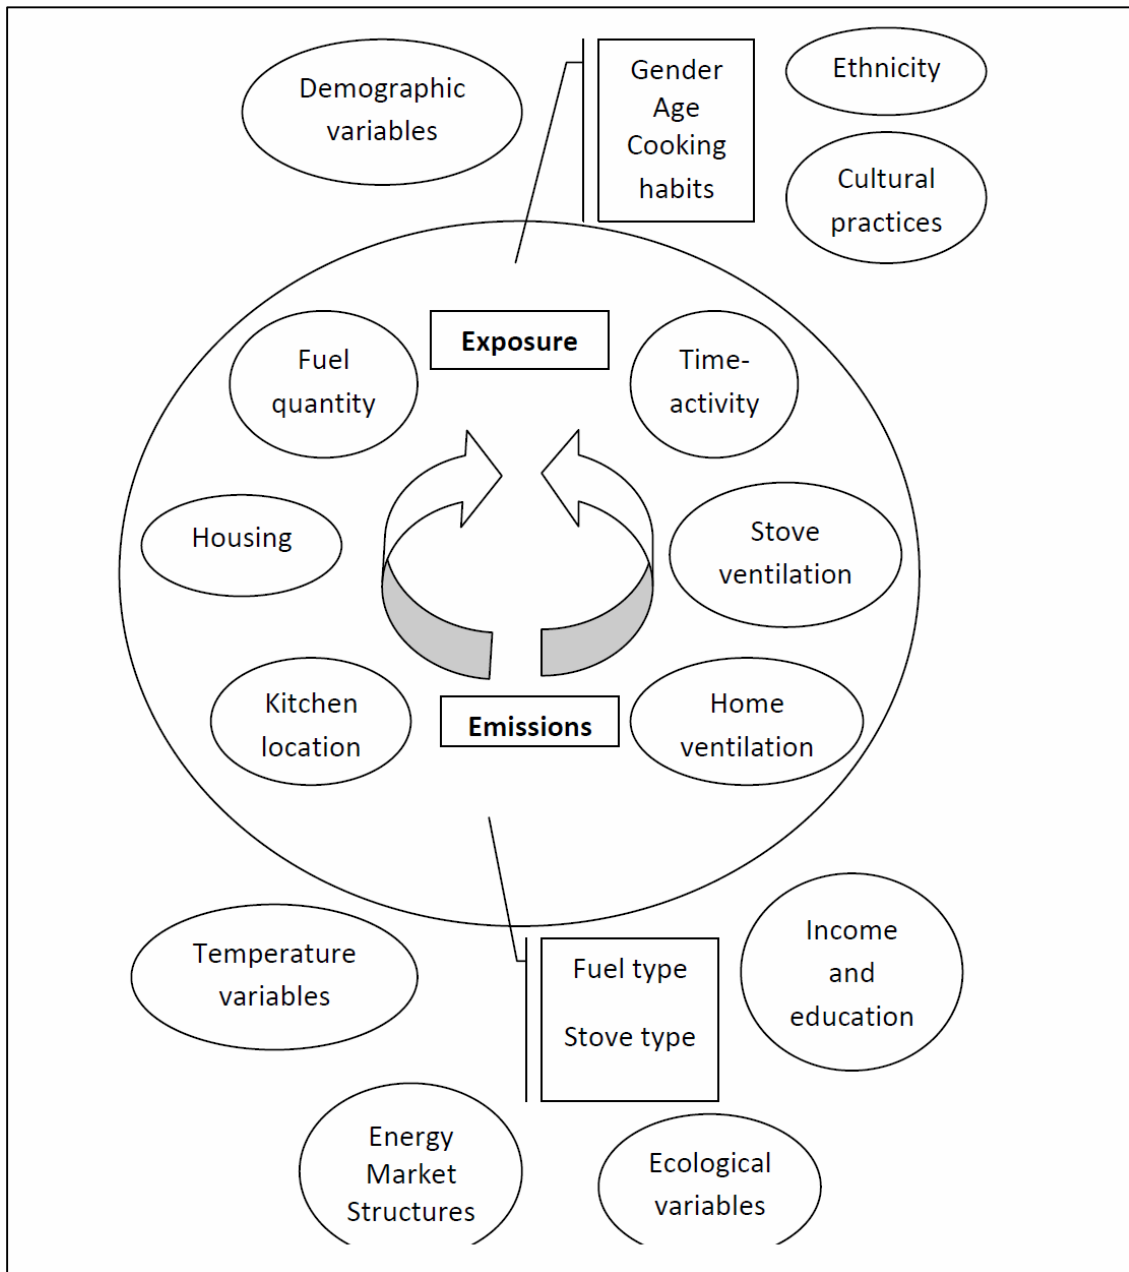 Demographic
variables
Gender
Age
Cooking
habits
Ethnicity
Cultural
practices
Fuel
quantity
Exposure
Time-
activity
Housing
Stove
ventilation
Kitchen
location
Emissions
Home
ventilation
Temperature
variables
Fuel type
Stove type
Income
and
education
Energy
Market
Structures
Ecological
variables